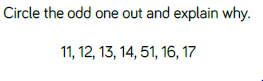 Circle the odd one out and explain why.
11, 12, 13, 14, 51, 16, 17